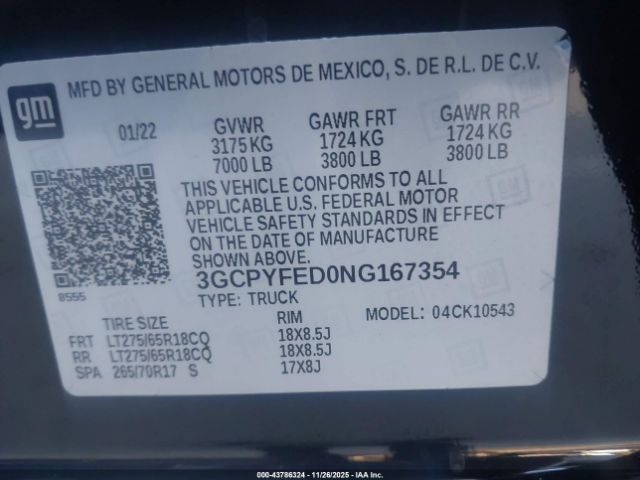 gm
MFD BY GENERAL MOTORS DE MEXICO, S. DE R.L. DE C.V.
01/22 GVWR GAWR FRT GAWR RR
3175 KG 1724 KG 1724 KG
7000 LB 3800 LB 3800 LB
THIS VEHICLE CONFORMS TO ALL
APPLICABLE U.S. FEDERAL MOTOR
VEHICLE SAFETY STANDARDS IN EFFECT
ON THE DATE OF MANUFACTURE
SHOWN ABOVE.
8555
3GCPYFED0NG167354
TYPE: TRUCK MODEL: 04CK10543
TIRE SIZE RIM
FRT LT275/65R18CQ 18X8.5J
RR LT275/65R18CQ 18X8.5J
SPA 265/70R17 S 17X8J
000-43786324 | 11/26/2025 | IAAI.COM